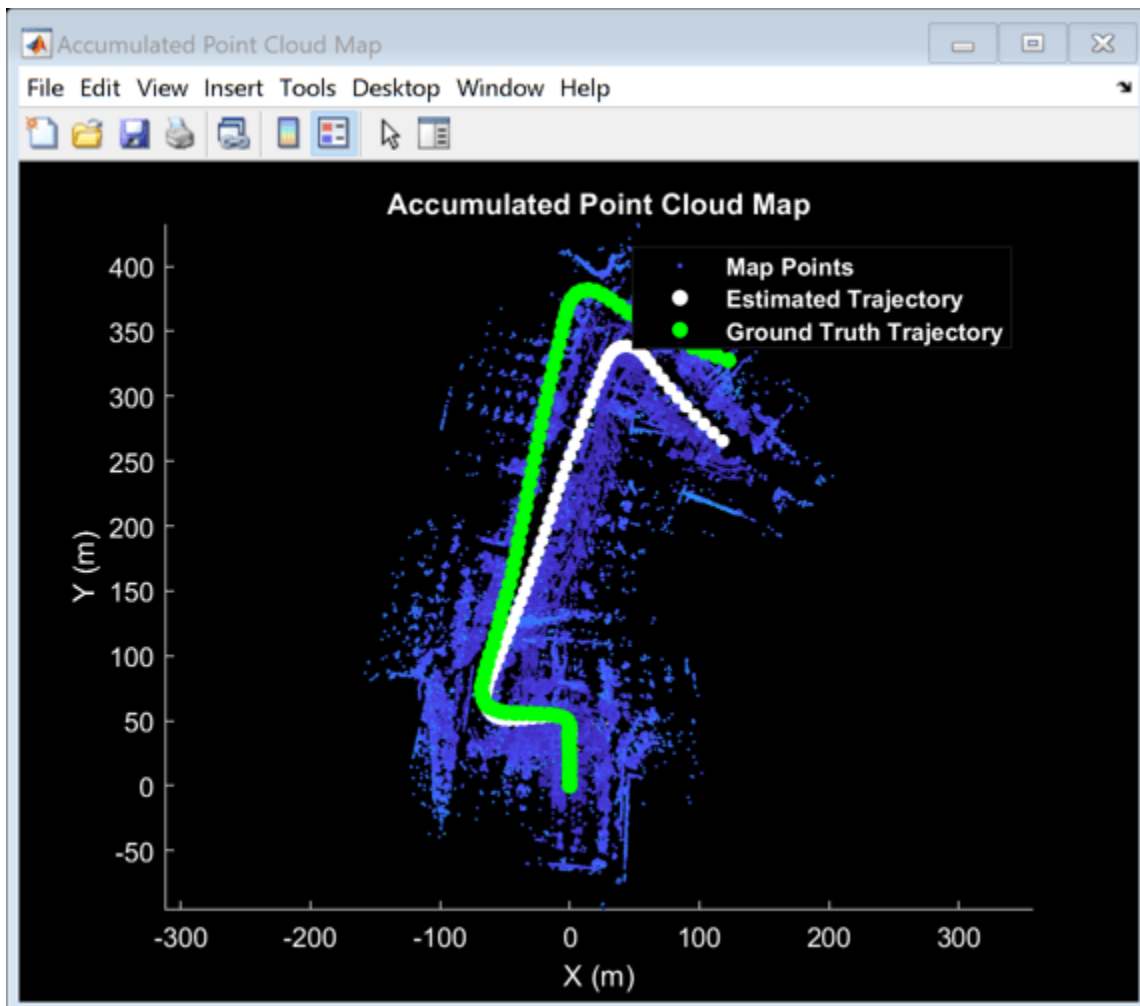 Accumulated Point Cloud Map
File Edit View Insert Tools Desktop Window Help
Accumulated Point Cloud Map
Map Points
Estimated Trajectory
Ground Truth Trajectory
400
350
300
250
200
150
100
50
0
-50
Y (m)
-300 -200 -100 0 100 200 300
X (m)